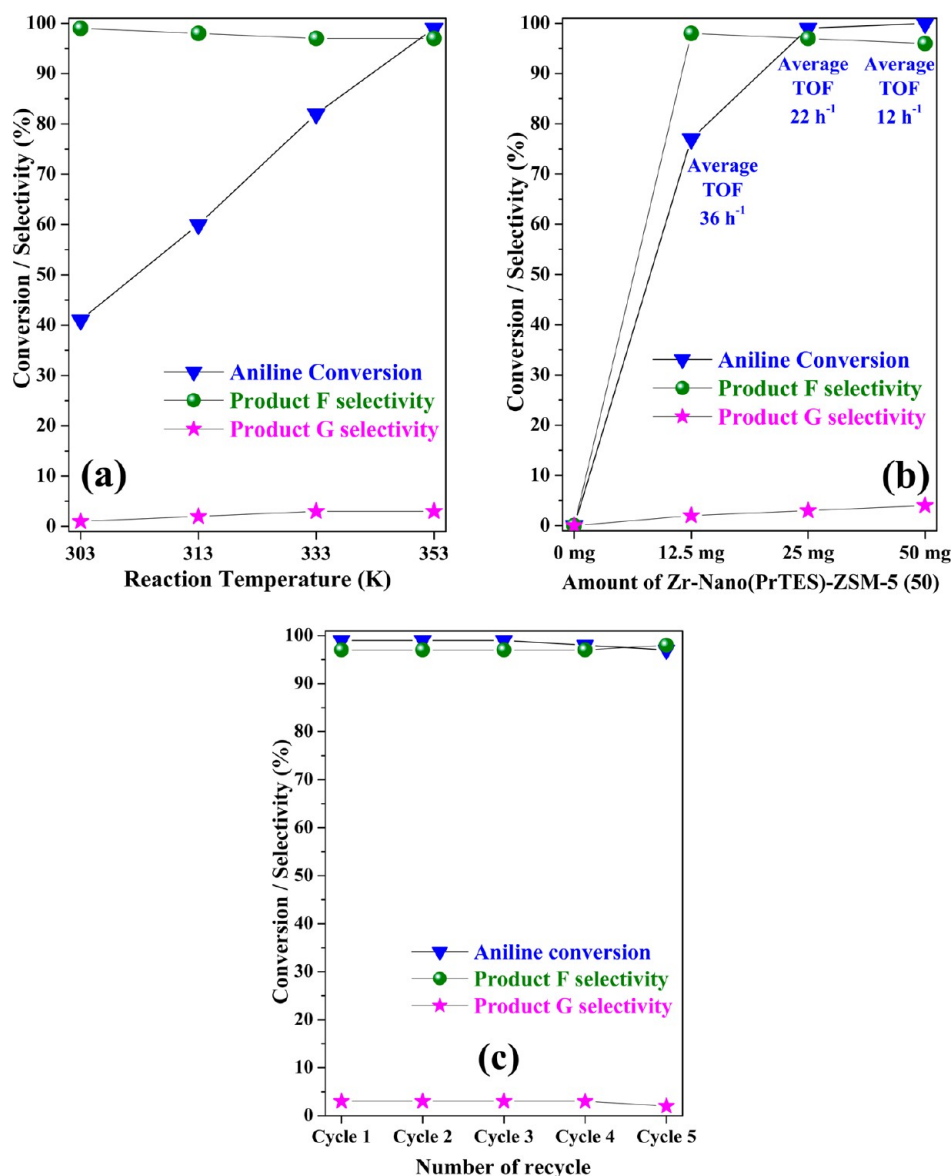 100
90
80
70
60
50
40
30
20
10
0
Conversion / Selectivity (%)
Aniline Conversion
Product F selectivity
Product G selectivity
(a)
303 313 333 353
Reaction Temperature (K)
100
90
80
70
60
50
40
30
20
10
0
Conversion / Selectivity (%)
Average
TOF
22 h⁻¹
Average
TOF
12 h⁻¹
Average
TOF
36 h⁻¹
Aniline Conversion
Product F selectivity
Product G selectivity
(b)
0 mg 12.5 mg 25 mg 50 mg
Amount of Zr-Nano(PrTES)-ZSM-5 (50)
100
90
80
70
60
50
40
30
20
10
0
Conversion / Selectivity (%)
Aniline conversion
Product F selectivity
Product G selectivity
(c)
Cycle 1 Cycle 2 Cycle 3 Cycle 4 Cycle 5
Number of recycle